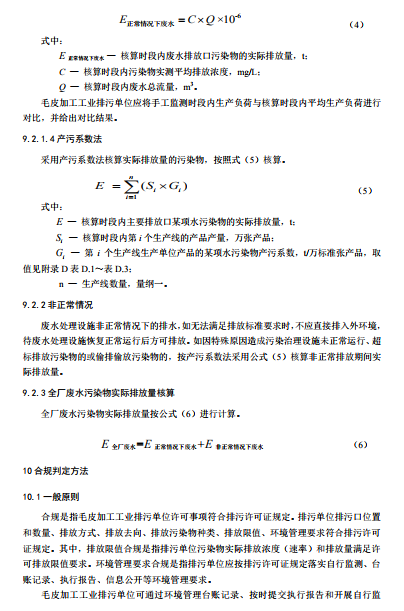 E正常情况下废水 = C × Q ×10-6 （4）
式中：
E 正常情况下废水 — 核算时段内废水排放口污染物的实际排放量，t；
C — 核算时段内污染物实测平均排放浓度，mg/L；
Q — 核算时段内废水总流量，m3。
毛皮加工工业排污单位应将手工监测时段内生产负荷与核算时段内平均生产负荷进行
对比，并给出对比结果。
9.2.1.4 产污系数法
采用产污系数法核算实际排放量的污染物，按照式（5）核算。
E = n∑i=1 (Si × Gi) （5）
式中：
E — 核算时段内主要排放口某项水污染物的实际排放量，t；
Si — 核算时段内第 i 个生产线的产品产量，万张产品；
Gi — 第 i 个生产线生产单位产品的某项水污染物产污系数，t/万标准张产品，取
值见附录 D 表 D.1～表 D.3；
n — 生产线数量，量纲一。
9.2.2 非正常情况
废水处理设施非正常情况下的排水，如无法满足排放标准要求时，不应直接排入外环境，
待废水处理设施恢复正常运行后方可排放。如因特殊原因造成污染治理设施未正常运行、超
标排放污染物的或偷排偷放污染物的，按产污系数法采用公式（5）核算非正常排放期间实
际排放量。
9.2.3 全厂废水污染物实际排放量核算
全厂废水污染物实际排放量按公式（6）进行计算。
E 全厂废水=E 正常情况下废水+E 非正常情况下废水 （6）
10 合规判定方法
10.1 一般原则
合规是指毛皮加工工业排污单位许可事项符合排污许可证规定。排污单位排污口位置
和数量、排放方式、排放去向、排放污染物种类、排放限值、环境管理要求符合排污许可
证规定。其中，排放限值合规是指排污单位污染物实际排放浓度（速率）和排放量满足许
可排放限值要求。环境管理要求合规是指排污单位应按排污许可证规定落实自行监测、台
账记录、执行报告、信息公开等环境管理要求。
毛皮加工工业排污单位可通过环境管理台账记录、按时提交执行报告和开展自行监